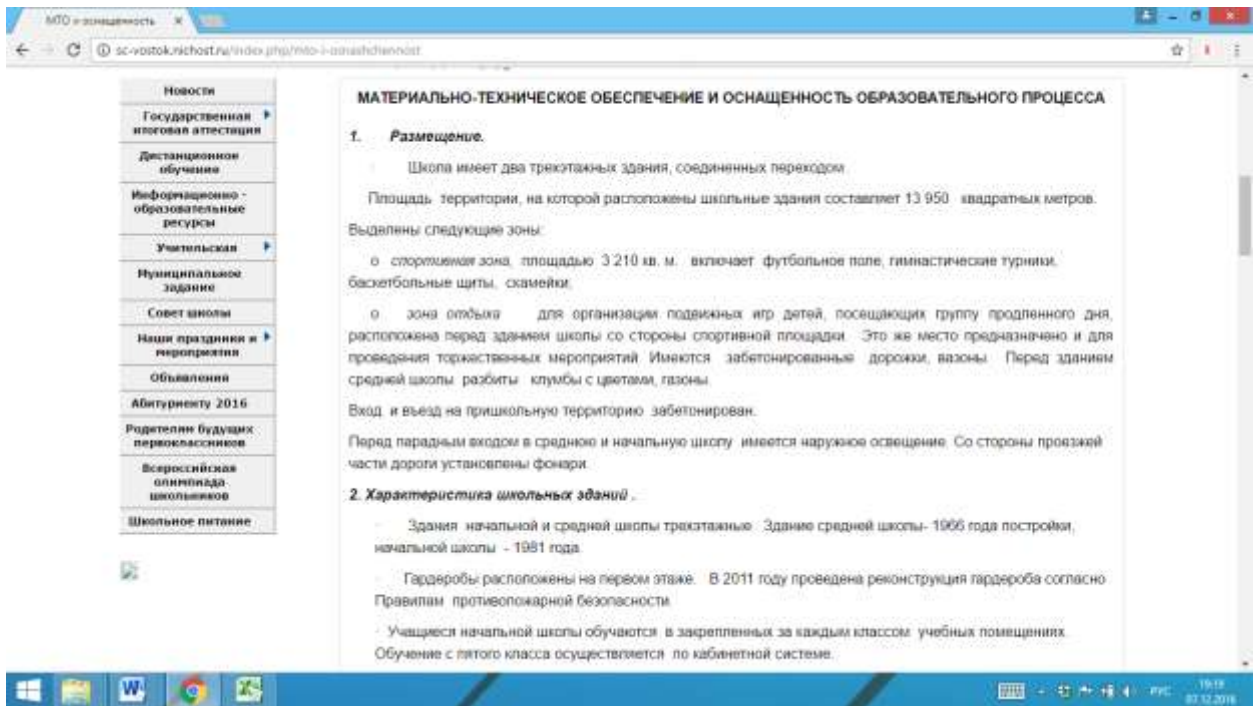 МТО и оснащенность
sc-vostok.nichost.ru/index.php/mto-i-osnashchennost
Новости
Государственная
итоговая аттестация
Дистанционное
обучение
Информационно -
образовательные
ресурсы
Учительская
Муниципальное
задание
Совет школы
Наши праздники и
мероприятия
Объявления
Абитуриенту 2016
Родителям будущих
первоклассников
Всероссийская
олимпиада
школьников
Школьное питание
МАТЕРИАЛЬНО-ТЕХНИЧЕСКОЕ ОБЕСПЕЧЕНИЕ И ОСНАЩЕННОСТЬ ОБРАЗОВАТЕЛЬНОГО ПРОЦЕССА
1. Размещение.
· Школа имеет два трехэтажных здания, соединенных переходом.
Площадь территории, на которой расположены школьные здания составляет 13 950 квадратных метров.
Выделены следующие зоны:
o спортивная зона, площадью 3 210 кв. м. включает футбольное поле, гимнастические турники,
баскетбольные щиты, скамейки;
o зона отдыха для организации подвижных игр детей, посещающих группу продленного дня,
расположена перед зданием школы со стороны спортивной площадки. Это же место предназначено и для
проведения торжественных мероприятий. Имеются забетонированные дорожки, вазоны. Перед зданием
средней школы разбиты клумбы с цветами, газоны.
Вход и въезд на пришкольную территорию забетонирован.
Перед парадным входом в среднюю и начальную школу имеется наружное освещение. Со стороны проезжей
части дороги установлены фонари.
2. Характеристика школьных зданий .
· Здания начальной и средней школы трехэтажные. Здание средней школы- 1966 года постройки,
начальной школы - 1981 года.
· Гардеробы расположены на первом этаже. В 2011 году проведена реконструкция гардероба согласно
Правилам противопожарной безопасности.
· Учащиеся начальной школы обучаются в закрепленных за каждым классом учебных помещениях.
Обучение с пятого класса осуществляется по кабинетной системе.
РУС
19:19
07.12.2016